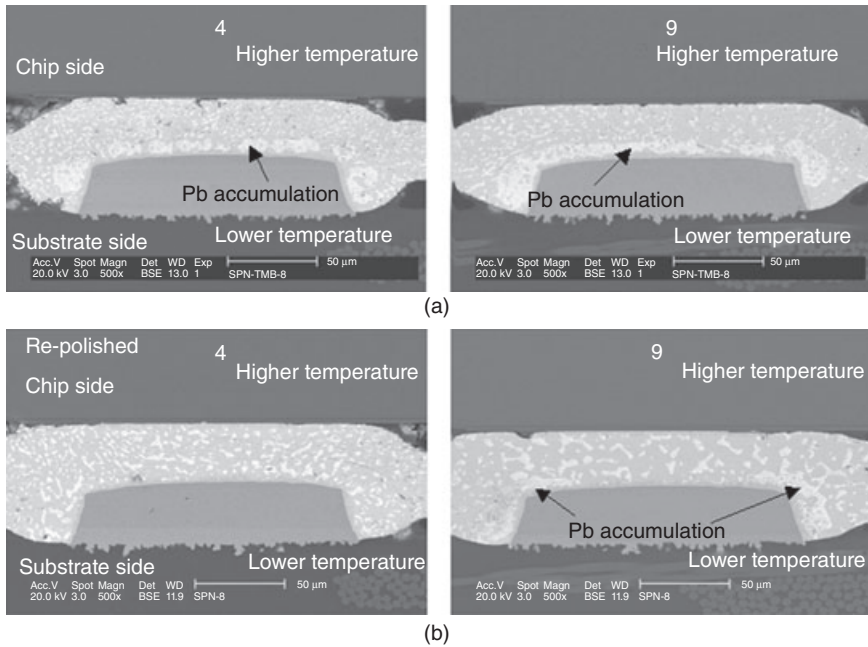 4
Higher temperature
Chip side
Pb accumulation
Substrate side
Lower temperature
Acc.V Spot Magn Det WD Exp
20.0 kV 3.0 500x BSE 13.0 1
50 µm
SPN-TMB-8
9
Higher temperature
Pb accumulation
Lower temperature
Acc.V Spot Magn Det WD Exp
20.0 kV 3.0 500x BSE 13.0 1
50 µm
SPN-TMB-8
(a)
Re-polished
4
Higher temperature
Chip side
Substrate side
Lower temperature
Acc.V Spot Magn Det WD
20.0 kV 3.0 500x BSE 11.9 SPN-8
50 µm
9
Higher temperature
Pb accumulation
Lower temperature
Acc.V Spot Magn Det WD
20.0 kV 3.0 500x BSE 11.9 SPN-8
50 µm
(b)